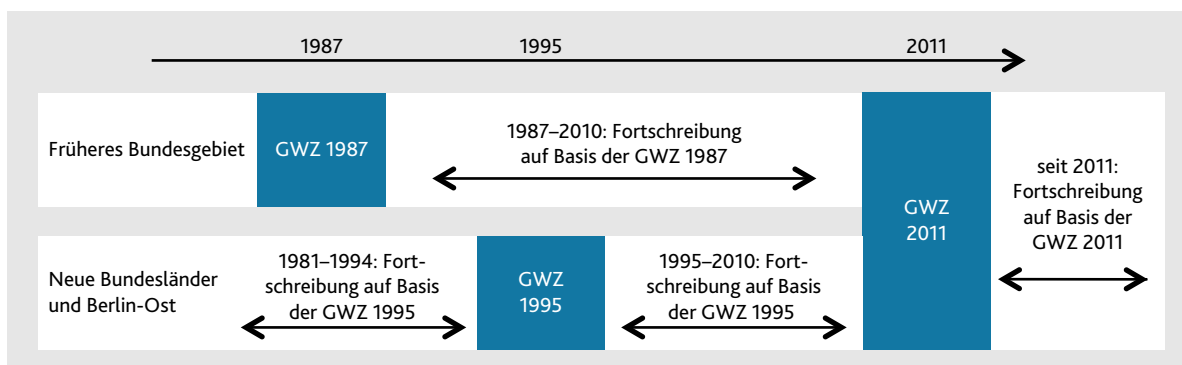 1987
1995
2011
Früheres Bundesgebiet
GWZ 1987
1987–2010: Fortschreibung
auf Basis der GWZ 1987
GWZ
2011
seit 2011:
Fortschreibung
auf Basis der
GWZ 2011
Neue Bundesländer
und Berlin-Ost
1981–1994: Fort-
schreibung auf Basis
der GWZ 1995
GWZ
1995
1995–2010: Fort-
schreibung auf Basis
der GWZ 1995